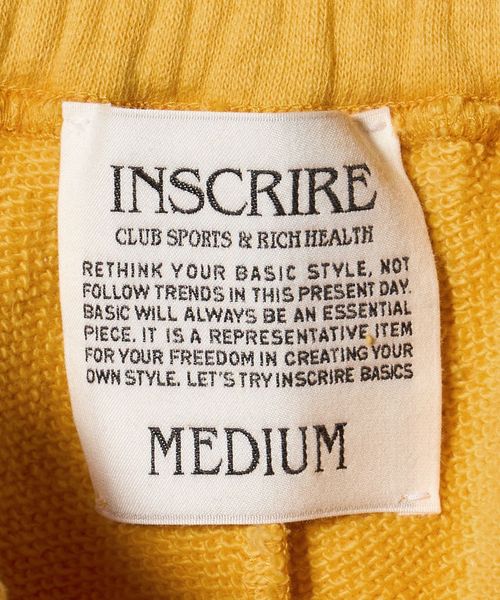 INSCRIRE
CLUB SPORTS & RICH HEALTH
RETHINK YOUR BASIC STYLE, NOT
FOLLOW TRENDS IN THIS PRESENT DAY.
BASIC WILL ALWAYS BE AN ESSENTIAL
PIECE. IT IS A REPRESENTATIVE ITEM
FOR YOUR FREEDOM IN CREATING YOUR
OWN STYLE. LET'S TRY INSCRIRE BASICS
MEDIUM